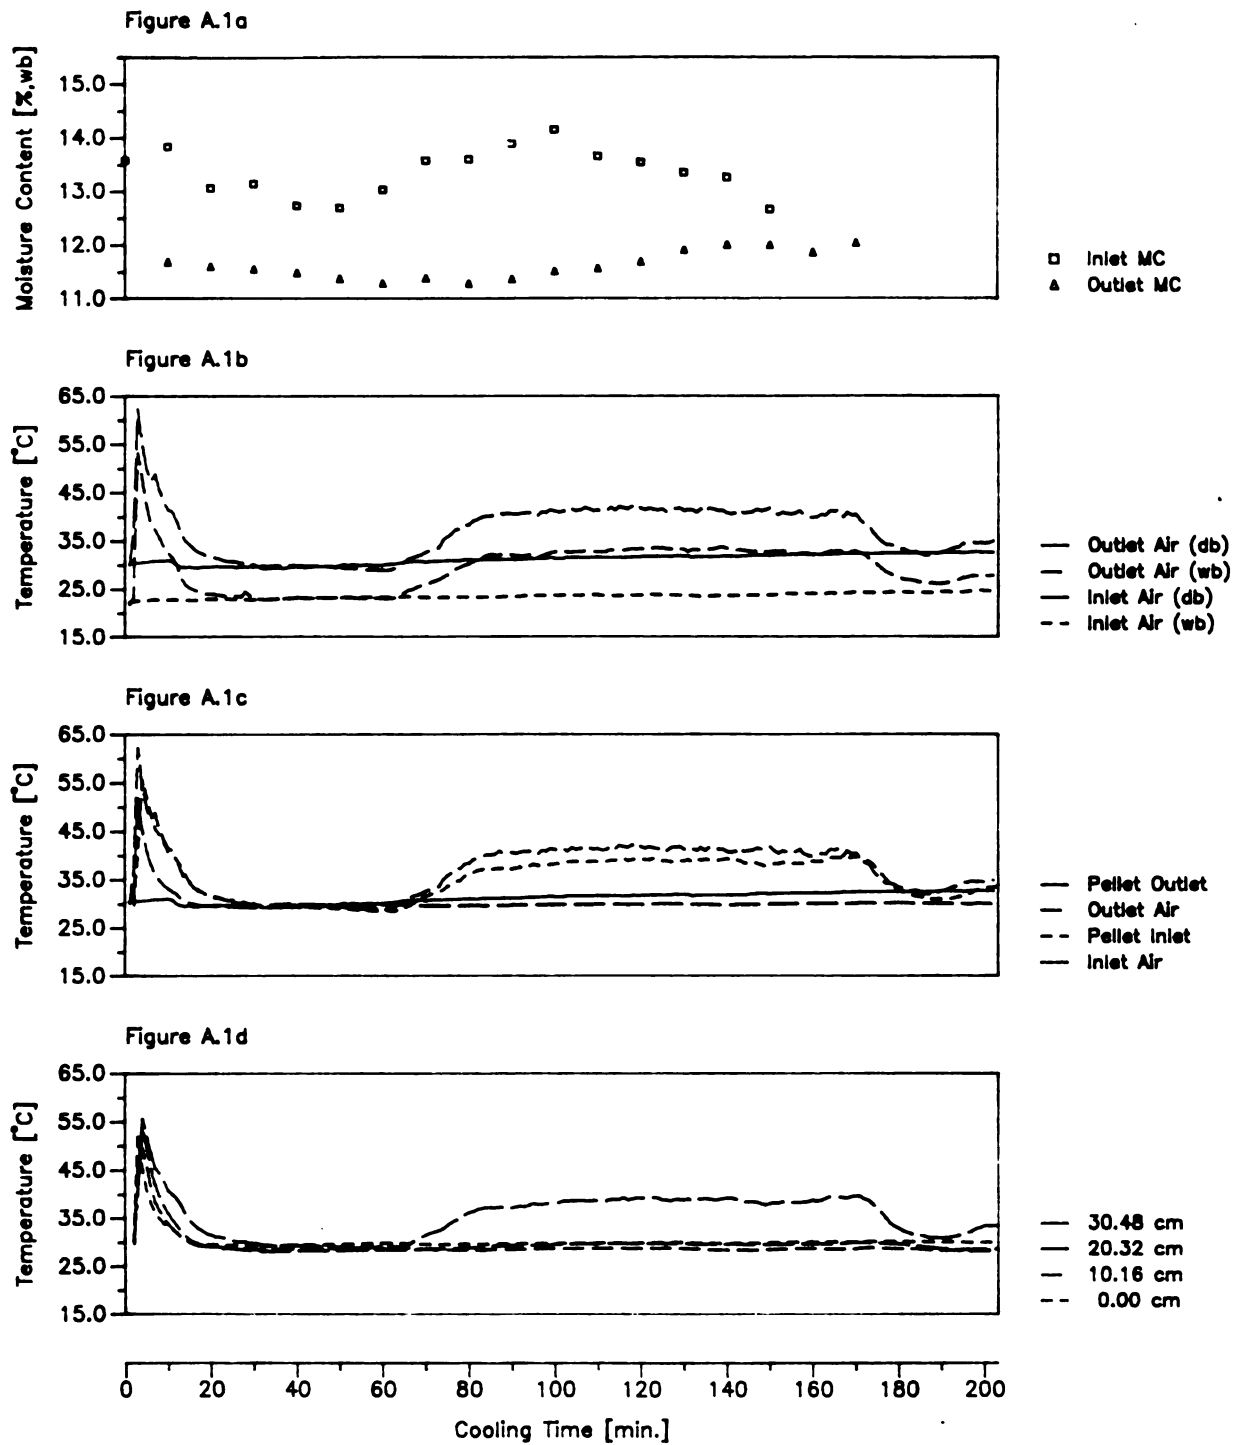 Figure A.1a
Moisture Content [%,wb]
15.0
14.0
13.0
12.0
11.0
Inlet MC
Outlet MC
Figure A.1b
Temperature [°C]
65.0
55.0
45.0
35.0
25.0
15.0
Outlet Air (db)
Outlet Air (wb)
Inlet Air (db)
Inlet Air (wb)
Figure A.1c
Temperature [°C]
65.0
55.0
45.0
35.0
25.0
15.0
Pellet Outlet
Outlet Air
Pellet Inlet
Inlet Air
Figure A.1d
Temperature [°C]
65.0
55.0
45.0
35.0
25.0
15.0
30.48 cm
20.32 cm
10.16 cm
0.00 cm
0 20 40 60 80 100 120 140 160 180 200
Cooling Time [min.]